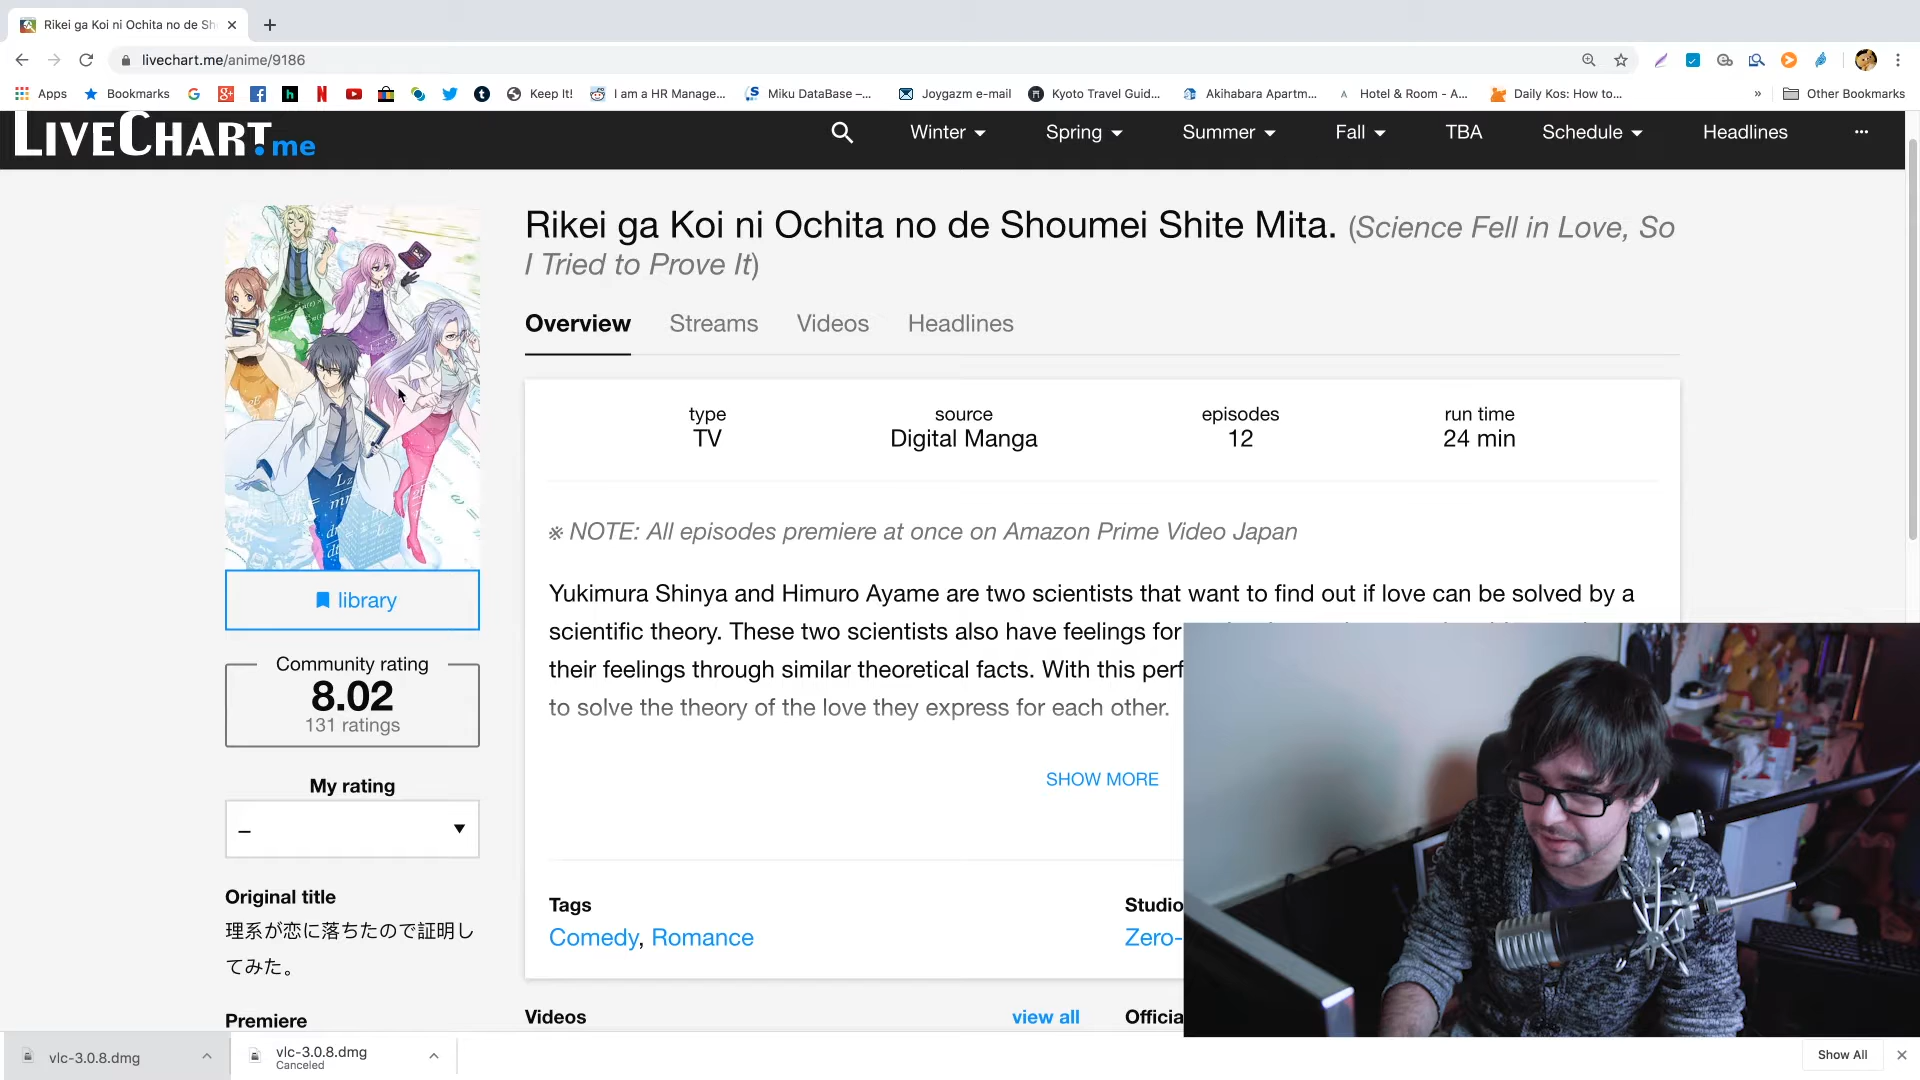 Rikei ga Koi ni Ochita no de Sh
livechart.me/anime/9186
Apps
Bookmarks
Keep It!
I am a HR Manage...
Miku DataBase –...
Joygazm e-mail
Kyoto Travel Guid...
Akihabara Apartm...
Hotel & Room - A...
Daily Kos: How to...
»
Other Bookmarks
LIVECHART.me
Winter
Spring
Summer
Fall
TBA
Schedule
Headlines
Rikei ga Koi ni Ochita no de Shoumei Shite Mita. (Science Fell in Love, So
I Tried to Prove It)
Overview
Streams
Videos
Headlines
type
TV
source
Digital Manga
episodes
12
run time
24 min
※ NOTE: All episodes premiere at once on Amazon Prime Video Japan
Yukimura Shinya and Himuro Ayame are two scientists that want to find out if love can be solved by a
scientific theory. These two scientists also have feelings for
their feelings through similar theoretical facts. With this perf
to solve the theory of the love they express for each other.
SHOW MORE
library
Community rating
8.02
131 ratings
My rating
–
Original title
理系が恋に落ちたので証明し
てみた。
Premiere
Tags
Comedy, Romance
Studio
Zero-
Videos
view all
Officia
vlc-3.0.8.dmg
vlc-3.0.8.dmg
Canceled
Show All